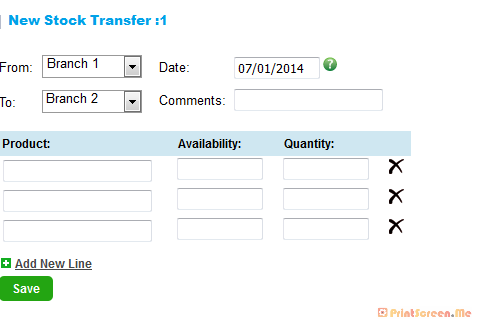 New Stock Transfer :1
From: Branch 1 Date: 07/01/2014 ?
To: Branch 2 Comments:
Product: Availability: Quantity:
Add New Line
Save
PrintScreen.Me